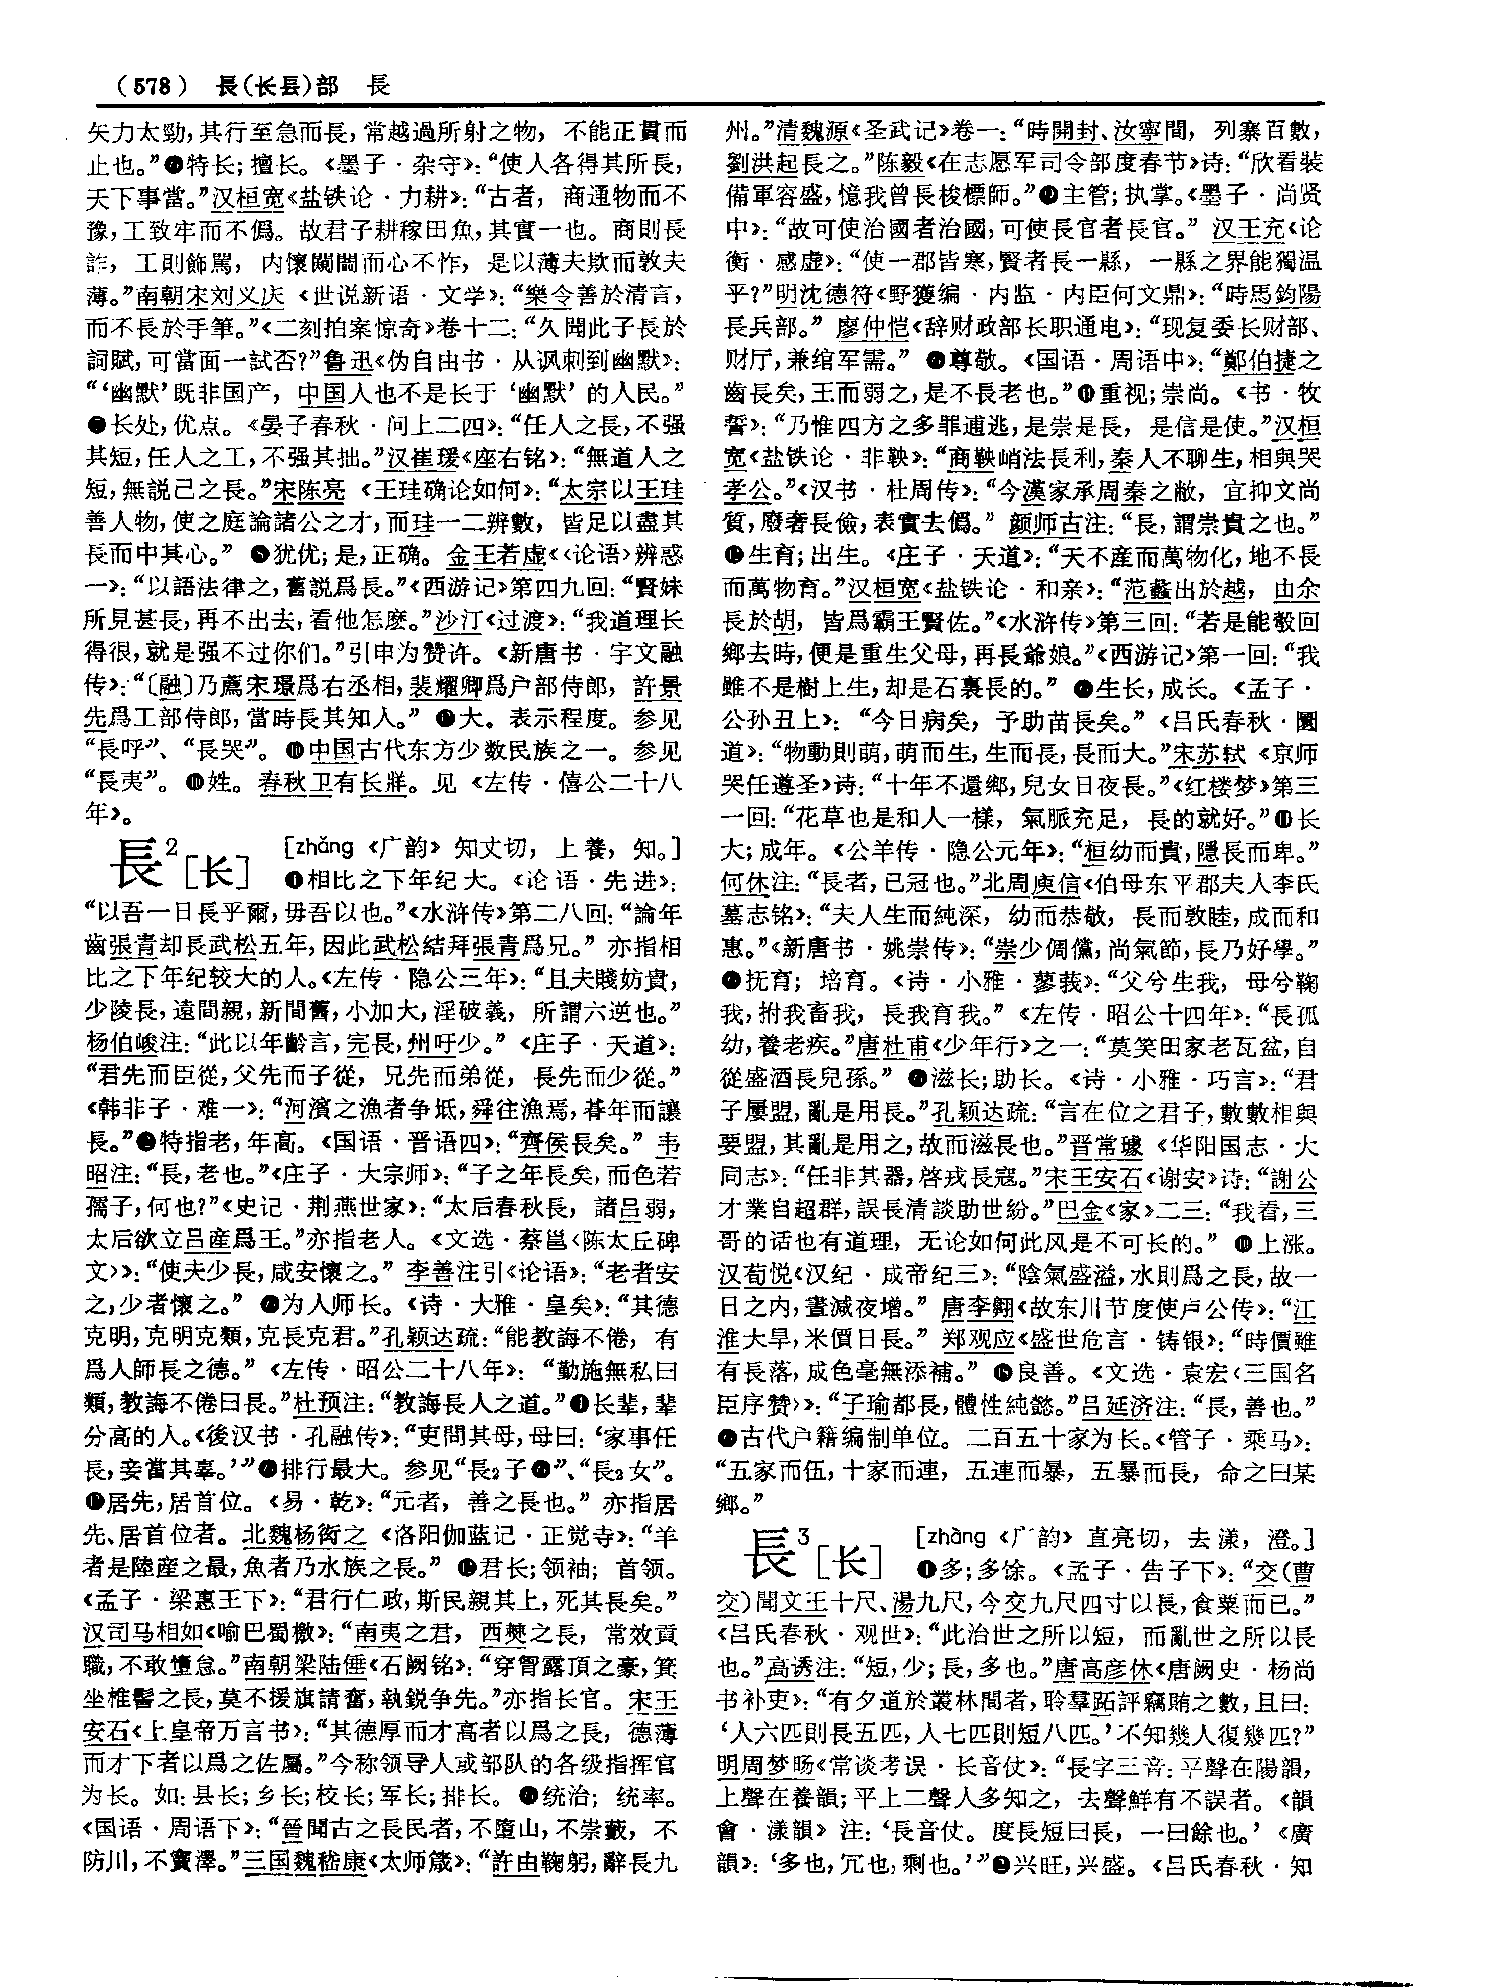 （578） 長（长镸）部 長
矢力太勁，其行至急而長，常越過所射之物，不能正貫而
止也。”特长；擅长。《墨子·杂守》：“使人各得其所長，
天下事當。”汉桓宽《盐铁论·力耕》：“古者，商通物而不
豫，工致牢而不僞。故君子耕稼田魚，其實一也。商則長
詐，工則飾駡，内懷闚闟而心不怍，是以薄夫欺而敦夫
薄。”南朝宋刘义庆《世说新语·文学》：“樂令善於清言，
而不長於手筆。”《二刻拍案惊奇》卷十二：“久聞此子長於
詞賦，可當面一試否？”鲁迅《伪自由书·从讽刺到幽默》：
“‘幽默’既非国产，中国人也不是长于‘幽默’的人民。”
长处，优点。《晏子春秋·问上二四》：“任人之長，不强
其短，任人之工，不强其拙。”汉崔瑗《座右铭》：“無道人之
短，無説己之長。”宋陈亮《王珪确论如何》：“太宗以王珪
善人物，使之庭論諸公之才，而珪一二辨數，皆足以盡其
長而中其心。” 犹优；是，正确。金王若虚《〈论语〉辨惑
一》：“以語法律之，舊説爲長。”《西游记》第四九回：“賢妹
所見甚長，再不出去，看他怎麽。”沙汀《过渡》：“我道理长
得很，就是强不过你们。”引申为赞许。《新唐书·宇文融
传》：“〔融〕乃薦宋璟爲右丞相，裴耀卿爲户部侍郎，許景
先爲工部侍郎，當時長其知人。” 大。表示程度。参见
“長呼”、“長哭”。中国古代东方少数民族之一。参见
“長夷”。姓。春秋卫有长牂。见《左传·僖公二十八
年》。
長2［长］ ［zhǎng《广韵》知丈切，上養，知。］
❶相比之下年纪大。《论语·先进》：
“以吾一日長乎爾，毋吾以也。”《水浒传》第二八回：“論年
齒張青却長武松五年，因此武松結拜張青爲兄。”亦指相
比之下年纪较大的人。《左传·隐公三年》：“且夫賤妨貴，
少陵長，遠間親，新間舊，小加大，淫破義，所謂六逆也。”
杨伯峻注：“此以年齡言，完長，州吁少。”《庄子·天道》：
“君先而臣從，父先而子從，兄先而弟從，長先而少從。”
《韩非子·难一》：“河濱之漁者争坻，舜往漁焉，朞年而讓
長。”❷特指老，年高。《国语·晋语四》：“齊侯長矣。”韦
昭注：“長，老也。”《庄子·大宗师》：“子之年長矣，而色若
孺子，何也？”《史记·荆燕世家》：“太后春秋長，諸吕弱，
太后欲立吕産爲王。”亦指老人。《文选·蔡邕〈陈太丘碑
文〉》：“使夫少長，咸安懷之。”李善注引《论语》：“老者安
之，少者懷之。” ❸为人师长。《诗·大雅·皇矣》：“其德
克明，克明克類，克長克君。”孔颖达疏：“能教誨不倦，有
爲人師長之德。”《左传·昭公二十八年》：“勤施無私曰
類，教誨不倦曰長。”杜预注：“教誨長人之道。”❹长辈，辈
分高的人。《後汉书·孔融传》：“吏問其母，母曰：‘家事任
長，妾當其辜。’”❺排行最大。参见“長2子❶”、“長2女”。
❻居先，居首位。《易·乾》：“元者，善之長也。”亦指居
先、居首位者。北魏杨衒之《洛阳伽蓝记·正觉寺》：“羊
者是陸産之最，魚者乃水族之長。” ❼君长；领袖；首领。
《孟子·梁惠王下》：“君行仁政，斯民親其上，死其長矣。”
汉司马相如《喻巴蜀檄》：“南夷之君，西僰之長，常效貢
職，不敢墮怠。”南朝梁陆倕《石阙铭》：“穿胷露頂之豪，箕
坐椎髻之長，莫不援旗請奮，執鋭争先。”亦指长官。宋王
安石《上皇帝万言书》：“其德厚而才高者以爲之長，德薄
而才下者以爲之佐屬。”今称领导人或部队的各级指挥官
为长。如：县长；乡长；校长；军长；排长。❽统治；统率。
《国语·周语下》：“晉聞古之長民者，不墮山，不崇藪，不
防川，不竇澤。”三国魏嵇康《太师箴》：“許由鞠躬，辭長九
州。”清魏源《圣武记》卷一：“時開封、汝寧間，列寨百數，
劉洪起長之。”陈毅《在志愿军司令部度春节》诗：“欣看裝
備軍容盛，憶我曾長梭標師。”❾主管；执掌。《墨子·尚贤
中》：“故可使治國者治國，可使長官者長官。”汉王充《论
衡·感虚》：“使一郡皆寒，賢者長一縣，一縣之界能獨温
乎？”明沈德符《野獲编·内监·内臣何文鼎》：“時馬鈞陽
長兵部。”廖仲恺《辞财政部长职通电》：“现复委长财部、
财厅，兼绾军需。” ❿尊敬。《国语·周语中》：“鄭伯捷之
齒長矣，王而弱之，是不長老也。”⓫重视；崇尚。《书·牧
誓》：“乃惟四方之多罪逋逃，是崇是長，是信是使。”汉桓
宽《盐铁论·非鞅》：“商鞅峭法長利，秦人不聊生，相與哭
孝公。”《汉书·杜周传》：“今漢家承周秦之敝，宜抑文尚
質，廢奢長儉，表實去僞。”颜师古注：“長，謂崇貴之也。”
⓬生育；出生。《庄子·天道》：“天不産而萬物化，地不長
而萬物育。”汉桓宽《盐铁论·和亲》：“范蠡出於越，由余
長於胡，皆爲霸王賢佐。”《水浒传》第三回：“若是能彀回
鄉去時，便是重生父母，再長爺娘。”《西游记》第一回：“我
雖不是樹上生，却是石裏長的。” ⓭生长，成长。《孟子·
公孙丑上》：“今日病矣，予助苗長矣。”《吕氏春秋·圜
道》：“物動則萌，萌而生，生而長，長而大。”宋苏轼《京师
哭任遵圣》诗：“十年不還鄉，兒女日夜長。”《红楼梦》第三
一回：“花草也是和人一樣，氣脈充足，長的就好。”⓮长
大；成年。《公羊传·隐公元年》：“桓幼而貴，隱長而卑。”
何休注：“長者，已冠也。”北周庾信《伯母东平郡夫人李氏
墓志铭》：“夫人生而純深，幼而恭敬，長而敦睦，成而和
惠。”《新唐书·姚崇传》：“崇少倜儻，尚氣節，長乃好學。”
⓯抚育；培育。《诗·小雅·蓼莪》：“父兮生我，母兮鞠
我，拊我畜我，長我育我。”《左传·昭公十四年》：“長孤
幼，養老疾。”唐杜甫《少年行》之一：“莫笑田家老瓦盆，自
從盛酒長兒孫。” ⓰滋长；助长。《诗·小雅·巧言》：“君
子屢盟，亂是用長。”孔颖达疏：“言在位之君子，數數相與
要盟，其亂是用之，故而滋長也。”晋常璩《华阳国志·大
同志》：“任非其器，啓戎長寇。”宋王安石《谢安》诗：“謝公
才業自超群，誤長清談助世紛。”巴金《家》二三：“我看，三
哥的话也有道理，无论如何此风是不可长的。” ⓱上涨。
汉荀悦《汉纪·成帝纪三》：“陰氣盛溢，水則爲之長，故一
日之内，晝減夜增。”唐李翱《故东川节度使卢公传》：“江
淮大旱，米價日長。”郑观应《盛世危言·铸银》：“時價雖
有長落，成色毫無添補。” ⓲良善。《文选·袁宏〈三国名
臣序赞〉》：“子瑜都長，體性純懿。”吕延济注：“長，善也。”
⓳古代户籍编制单位。二百五十家为长。《管子·乘马》：
“五家而伍，十家而連，五連而暴，五暴而長，命之曰某
鄉。”
長3［长］ ［zhàng《广韵》直亮切，去漾，澄。］
❶多；多馀。《孟子·告子下》：“交（曹
交）聞文王十尺、湯九尺，今交九尺四寸以長，食粟而已。”
《吕氏春秋·观世》：“此治世之所以短，而亂世之所以長
也。”高诱注：“短，少；長，多也。”唐高彦休《唐阙史·杨尚
书补吏》：“有夕道於叢林間者，聆羣跖評竊賄之數，且曰：
‘人六匹則長五匹，人七匹則短八匹。’不知幾人復幾匹？”
明周梦旸《常谈考误·长音仗》：“長字三音：平聲在陽韻，
上聲在養韻；平上二聲人多知之，去聲鮮有不誤者。《韻
會·漾韻》注：‘長音仗。度長短曰長，一曰餘也。’《廣
韻》：‘多也，冗也，剩也。’”❷兴旺，兴盛。《吕氏春秋·知